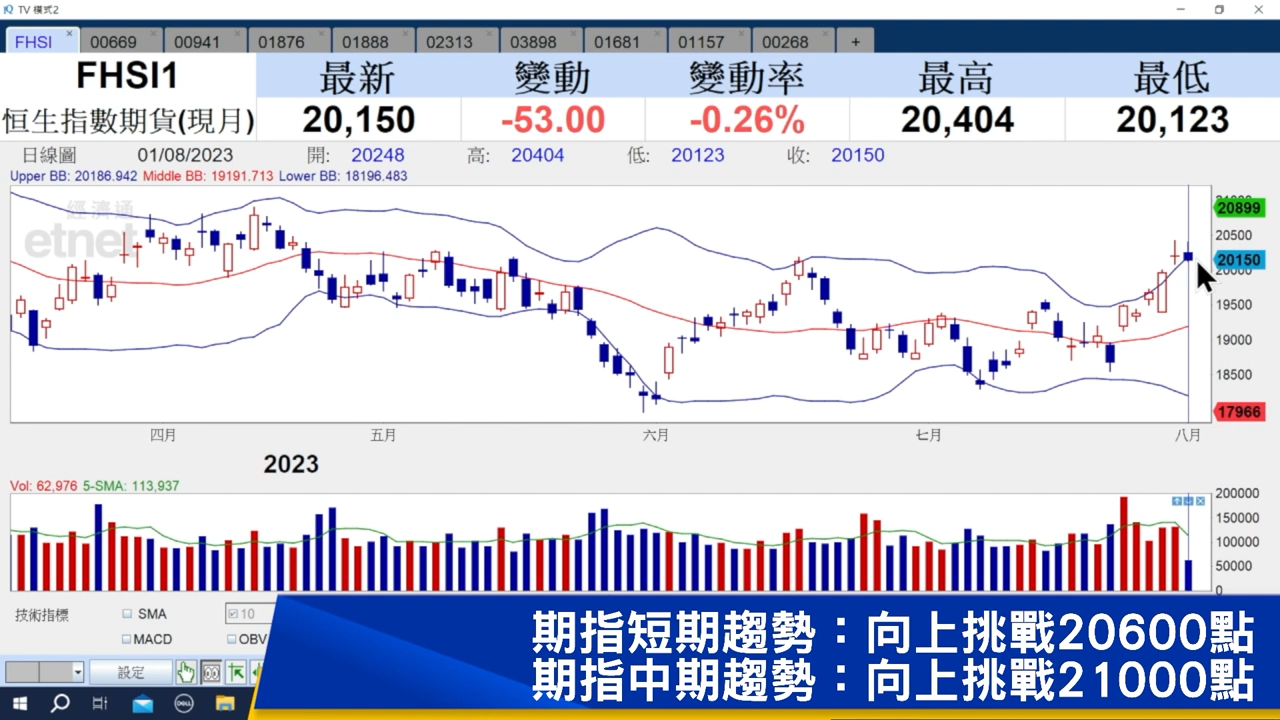 TV 模式2
FHSI 00669 00941 01876 01888 02313 03898 01681 01157 00268 +
FHSI1 最新 變動 變動率 最高 最低
恒生指數期貨(現月) 20,150 -53.00 -0.26% 20,404 20,123
日線圖 01/08/2023 開: 20248 高: 20404 低: 20123 收: 20150
Upper BB: 20186.942 Middle BB: 19191.713 Lower BB: 18196.483
經濟通
etnet
20899
20500
20150
20000
19500
19000
18500
17966
四月 五月 六月 七月 八月
2023
Vol: 62,976 5-SMA: 113,937
200000
150000
100000
50000
0
技術指標 SMA 10
MACD OBV
設定
DELL
期指短期趨勢：向上挑戰20600點
期指中期趨勢：向上挑戰21000點